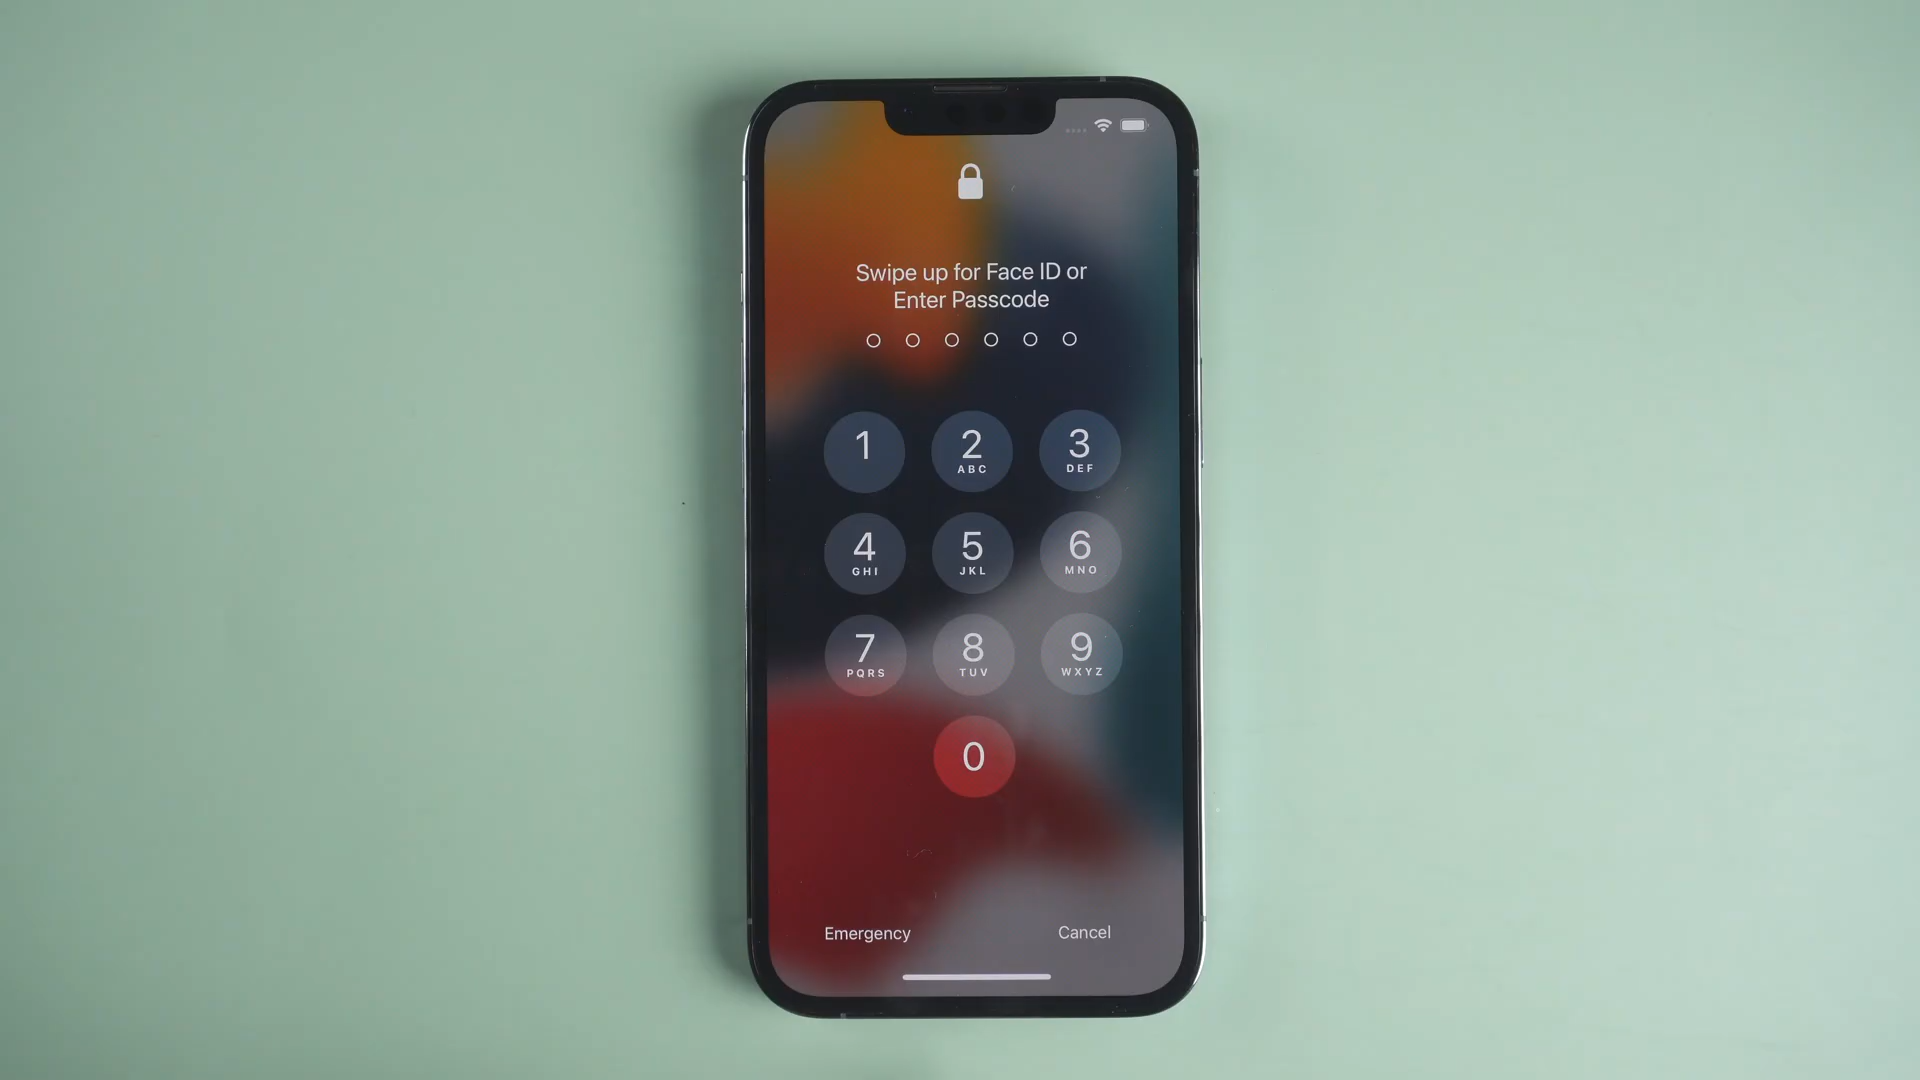 Swipe up for Face ID or
Enter Passcode
1 2 3
ABC DEF
4 5 6
GHI JKL MNO
7 8 9
PQRS TUV WXYZ
0
Emergency Cancel